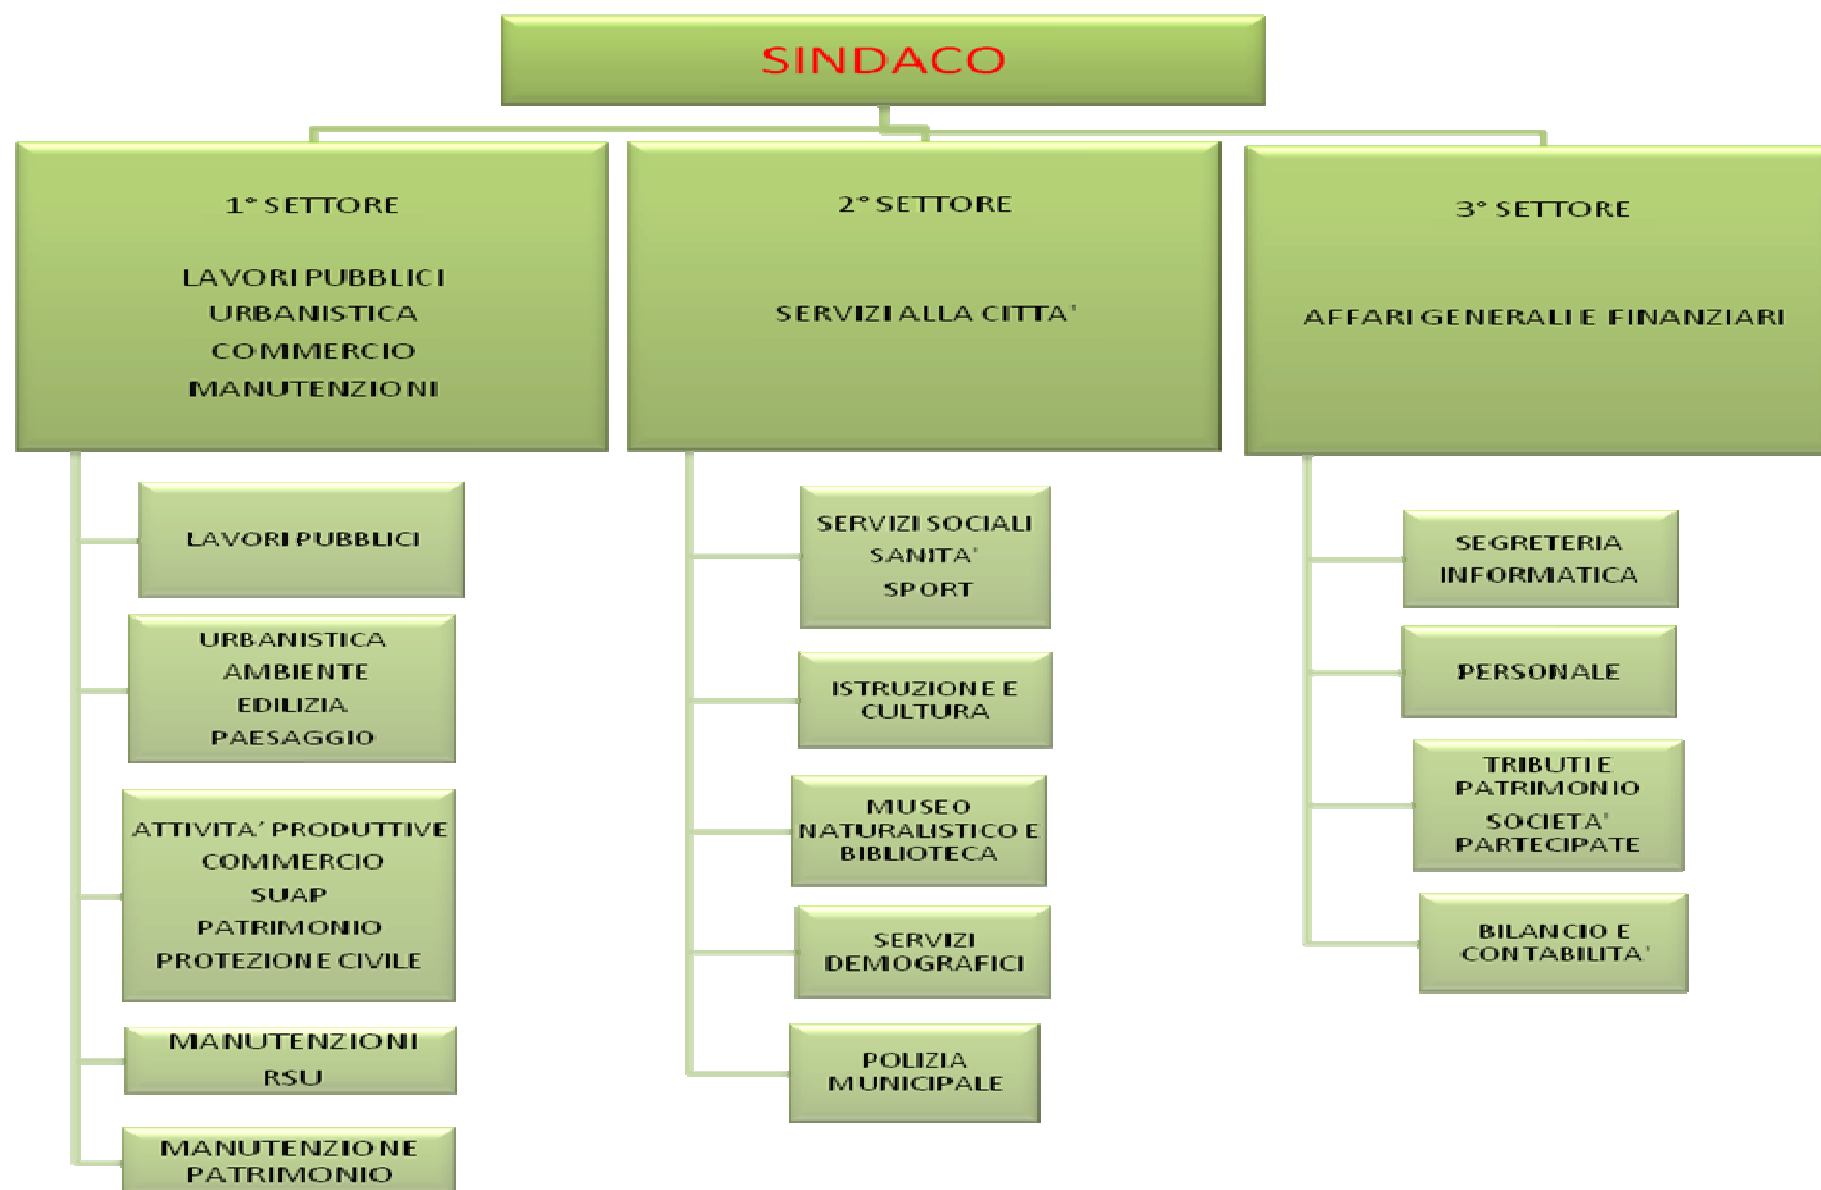 SINDACO
1° SETTORE
LAVORI PUBBLICI
URBANISTICA
COMMERCIO
MANUTENZIONI
2° SETTORE
SERVIZI ALLA CITTA'
3° SETTORE
AFFARI GENERALI E FINANZIARI
LAVORI PUBBLICI
URBANISTICA
AMBIENTE
EDILIZIA
PAESAGGIO
ATTIVITA' PRODUTTIVE
COMMERCIO
SUAP
PATRIMONIO
PROTEZIONE CIVILE
MANUTENZIONI
RSU
MANUTENZIONE
PATRIMONIO
SERVIZI SOCIALI
SANITA'
SPORT
ISTRUZIONE E
CULTURA
MUSEO
NATURALISTICO E
BIBLIOTECA
SERVIZI
DEMOGRAFICI
POLIZIA
MUNICIPALE
SEGRETERIA
INFORMATICA
PERSONALE
TRIBUTI E
PATRIMONIO
SOCIETA'
PARTECIPATE
BILANCIO E
CONTABILITA'